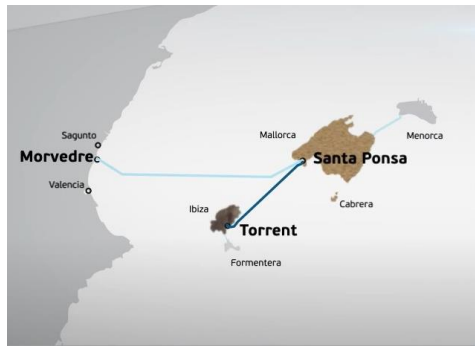 Sagunto
Morvedre
Valencia
Mallorca
Menorca
Santa Ponsa
Cabrera
Ibiza
Torrent
Formentera